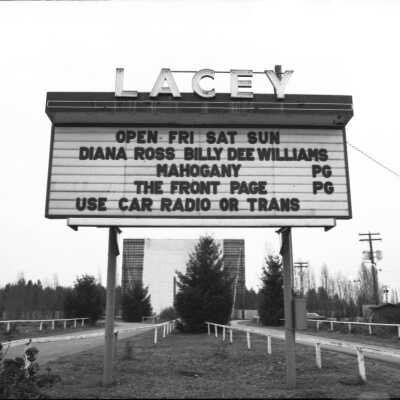 LACEY
OPEN FRI SAT SUN
DIANA ROSS BILLY DEE WILLIAMS
MAHOGANY PG
THE FRONT PAGE PG
USE CAR RADIO OR TRANS